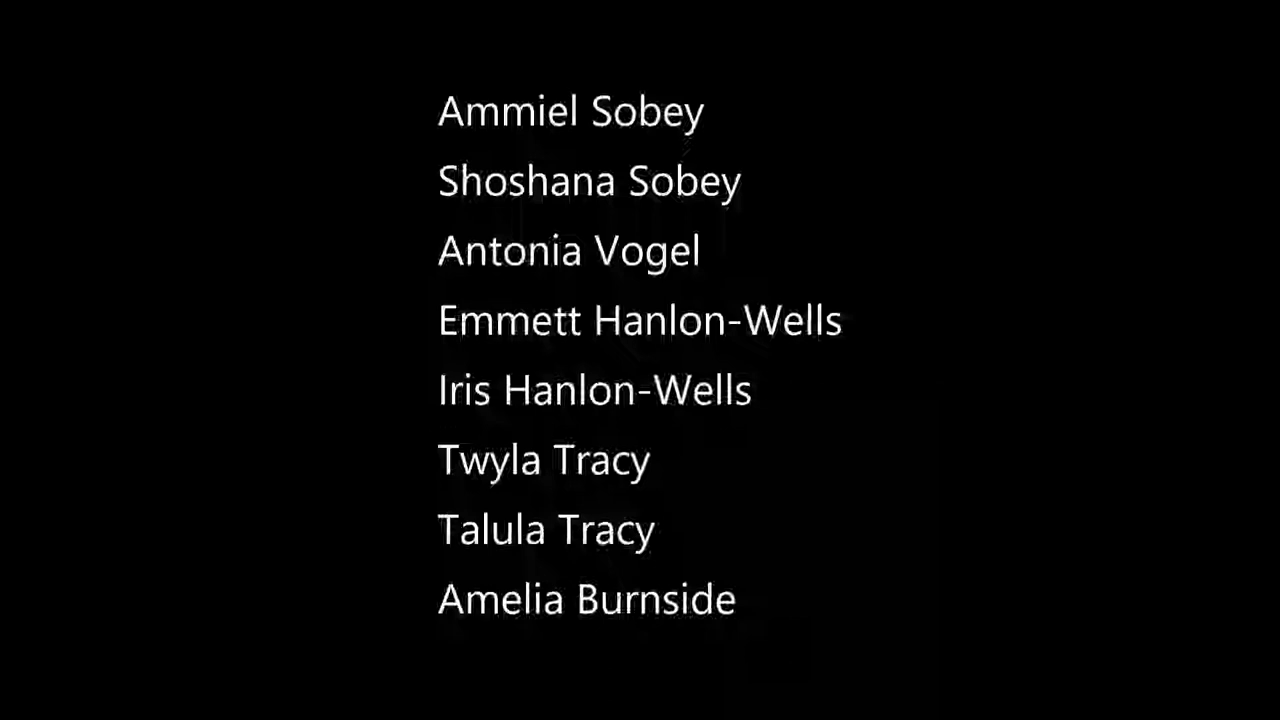 Ammiel Sobey
Shoshana Sobey
Antonia Vogel
Emmett Hanlon-Wells
Iris Hanlon-Wells
Twyla Tracy
Talula Tracy
Amelia Burnside